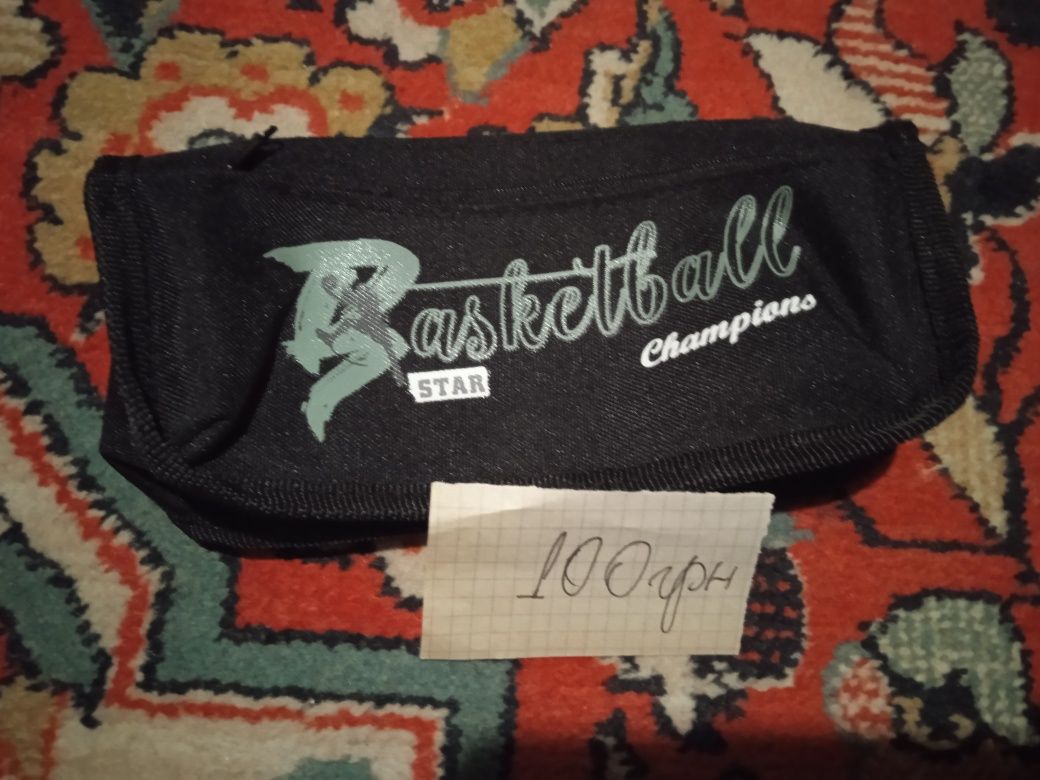 Basketball
STAR
Champions
100грн